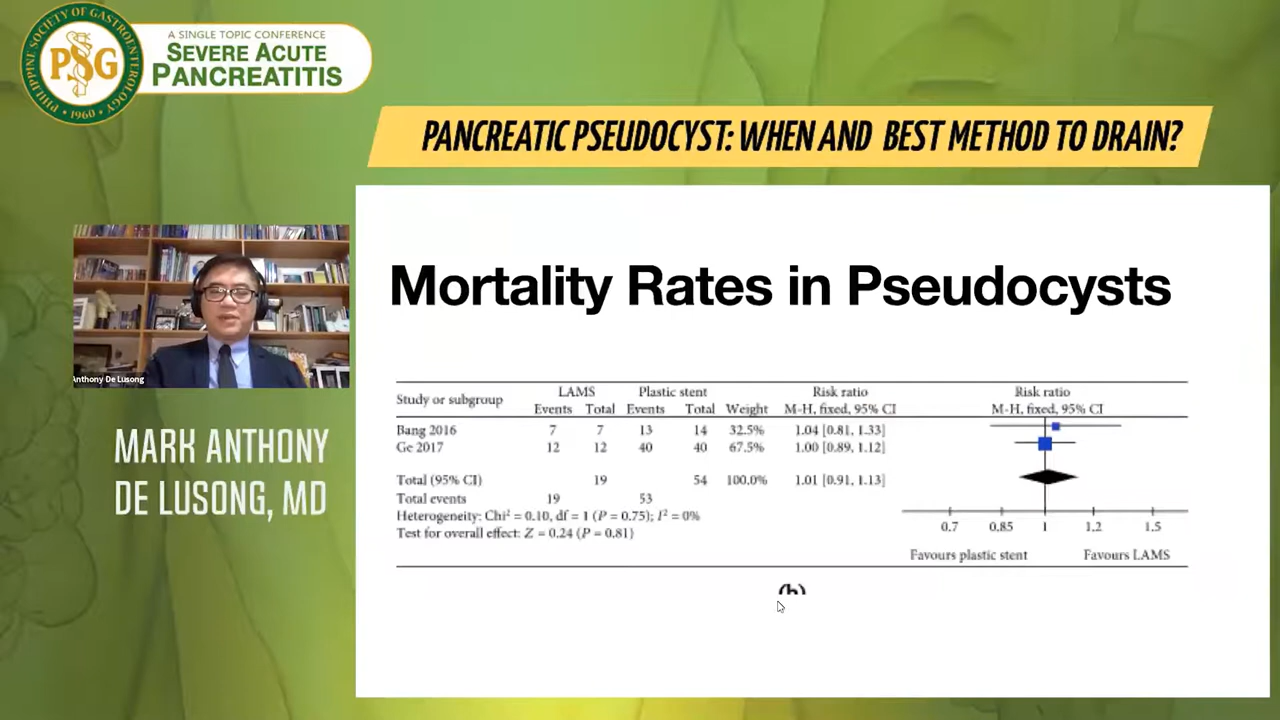 PHILIPPINE SOCIETY OF GASTROENTEROLOGY
PSG
• 1960 •
A SINGLE TOPIC CONFERENCE
SEVERE ACUTE
PANCREATITIS
PANCREATIC PSEUDOCYST: WHEN AND BEST METHOD TO DRAIN?
Anthony De Lusong
MARK ANTHONY
DE LUSONG, MD
Mortality Rates in Pseudocysts
Study or subgroup LAMS Plastic stent Weight Risk ratio Risk ratio
Events Total Events Total M-H, fixed, 95% CI M-H, fixed, 95% CI
Bang 2016 7 7 13 14 32.5% 1.04 [0.81, 1.33]
Ge 2017 12 12 40 40 67.5% 1.00 [0.89, 1.12]
Total (95% CI) 19 54 100.0% 1.01 [0.91, 1.13]
Total events 19 53
Heterogeneity: Chi² = 0.10, df = 1 (P = 0.75); I² = 0%
Test for overall effect: Z = 0.24 (P = 0.81)
0.7 0.85 1 1.2 1.5
Favours plastic stent Favours LAMS
(b)